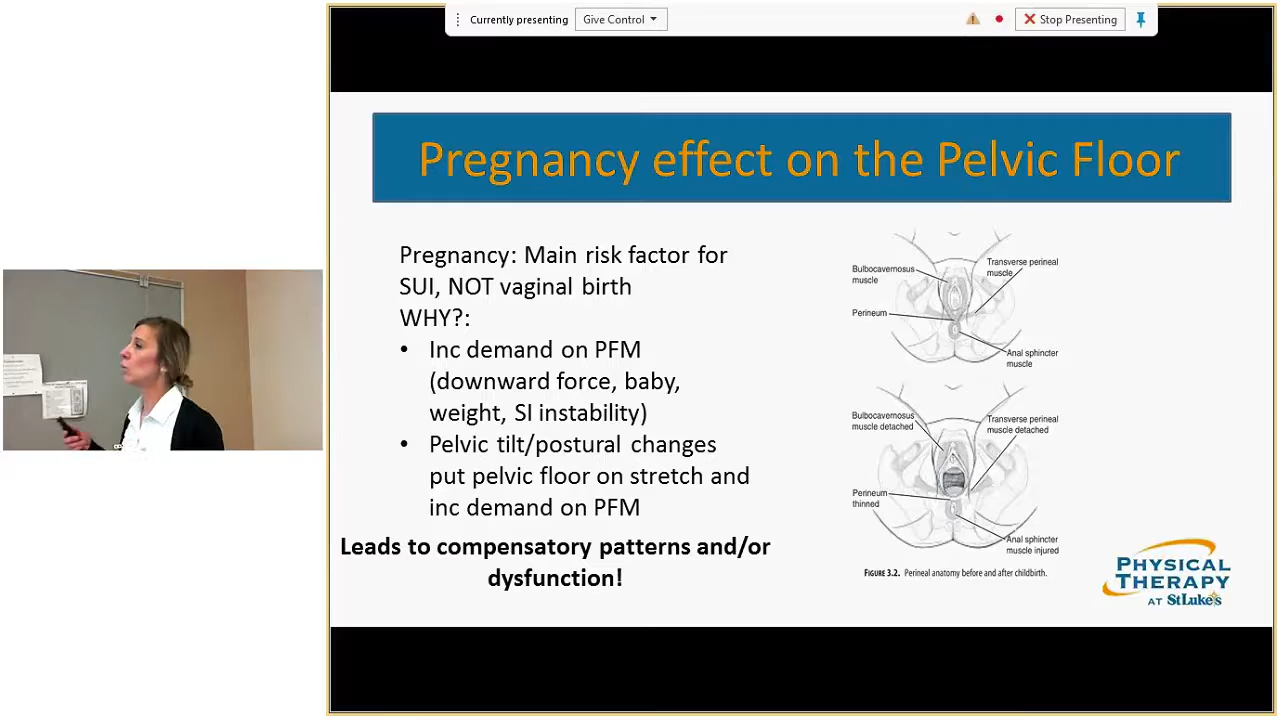 Currently presenting
Give Control
Stop Presenting
Pregnancy effect on the Pelvic Floor
Pregnancy: Main risk factor for
SUI, NOT vaginal birth
WHY?:
• Inc demand on PFM
(downward force, baby,
weight, SI instability)
• Pelvic tilt/postural changes
put pelvic floor on stretch and
inc demand on PFM
Leads to compensatory patterns and/or
dysfunction!
Bulbocavernosus
muscle
Transverse perineal
muscle
Perineum
Anal sphincter
muscle
Bulbocavernosus
muscle detached
Transverse perineal
muscle detached
Perineum
thinned
Anal sphincter
muscle injured
FIGURE 3.2. Perineal anatomy before and after childbirth.
PHYSICAL
THERAPY
AT StLuke's